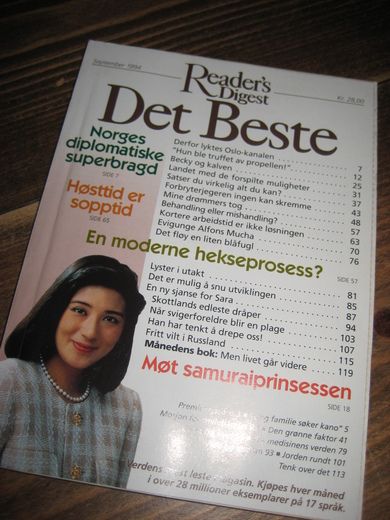 September 1994
Kr. 28,00
Reader's
Digest
Det Beste
Norges
diplomatiske
superbragd
SIDE 7
Høsttid er
sopptid
SIDE 65
Derfor lyktes Oslo-kanalen 7
"Hun ble truffet av propellen!" 12
Becky og kalven 25
Landet med de forspilte muligheter 31
Satser du virkelig alt du kan? 37
Forbryterjegeren ingen kan skremme 43
Mine drømmers tog 48
Behandling eller mishandling? 57
Kortere arbeidstid er ikke løsningen 63
Evigunge Alfons Mucha 70
Det fløy en liten blåfugl 76
En moderne hekseprosess?
SIDE 57
Lyster i utakt 81
Det er mulig å snu utviklingen 85
En ny sjanse for Sara 87
Skottlands edleste dråper 94
Når svigerforeldre blir en plage 103
Han har tenkt å drepe oss! 107
Fritt vilt i Russland 115
Månedens bok: Men livet går videre 119
Møt samuraiprinsessen
SIDE 18
familie søker kano" 5
Den grønne faktor 41
medisinens verden 79
93 • Jorden rundt 101
Tenk over det 113
Verdens mest leste magasin. Kjøpes hver måned
i over 28 millioner eksemplarer på 17 språk.